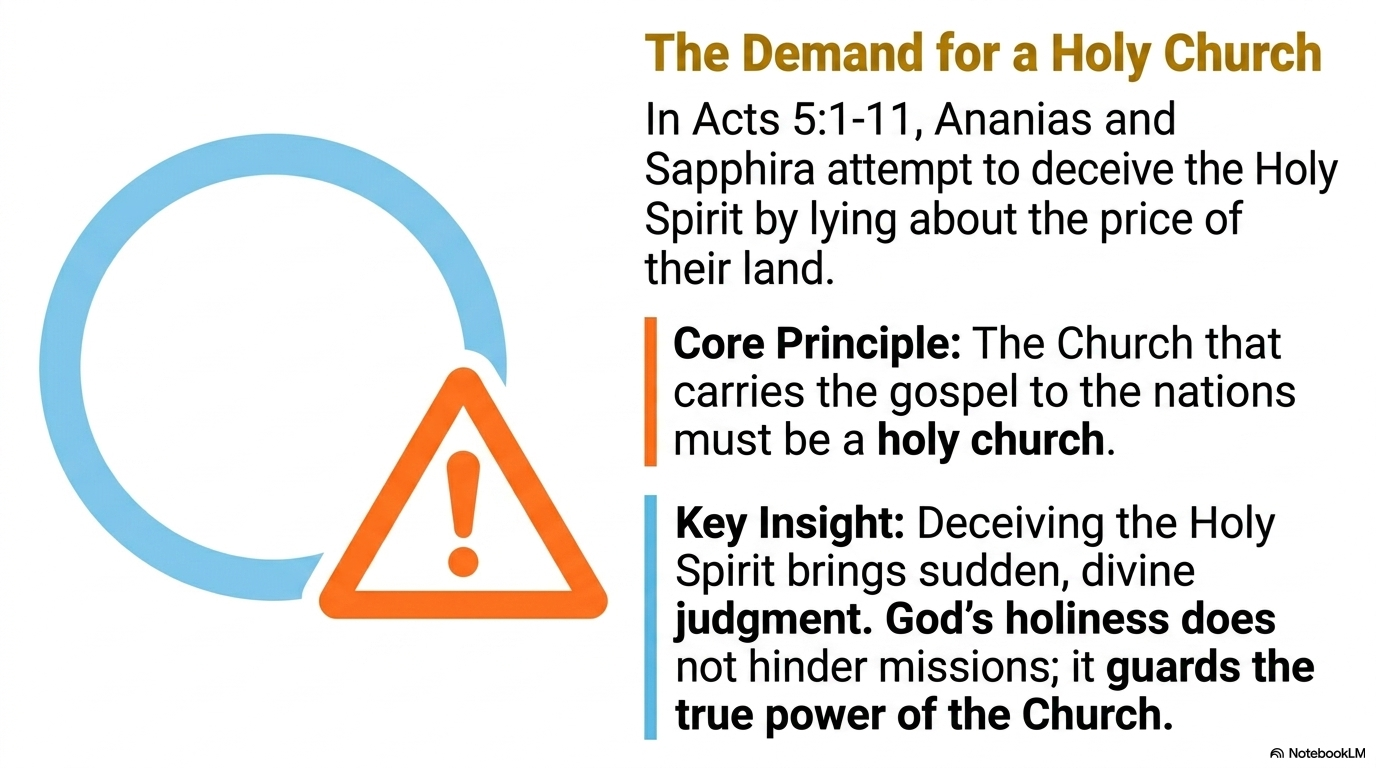 The Demand for a Holy Church
In Acts 5:1-11, Ananias and
Sapphira attempt to deceive the Holy
Spirit by lying about the price of
their land.
Core Principle: The Church that
carries the gospel to the nations
must be a holy church.
Key Insight: Deceiving the Holy
Spirit brings sudden, divine
judgment. God’s holiness does
not hinder missions; it guards the
true power of the Church.
NotebookLM